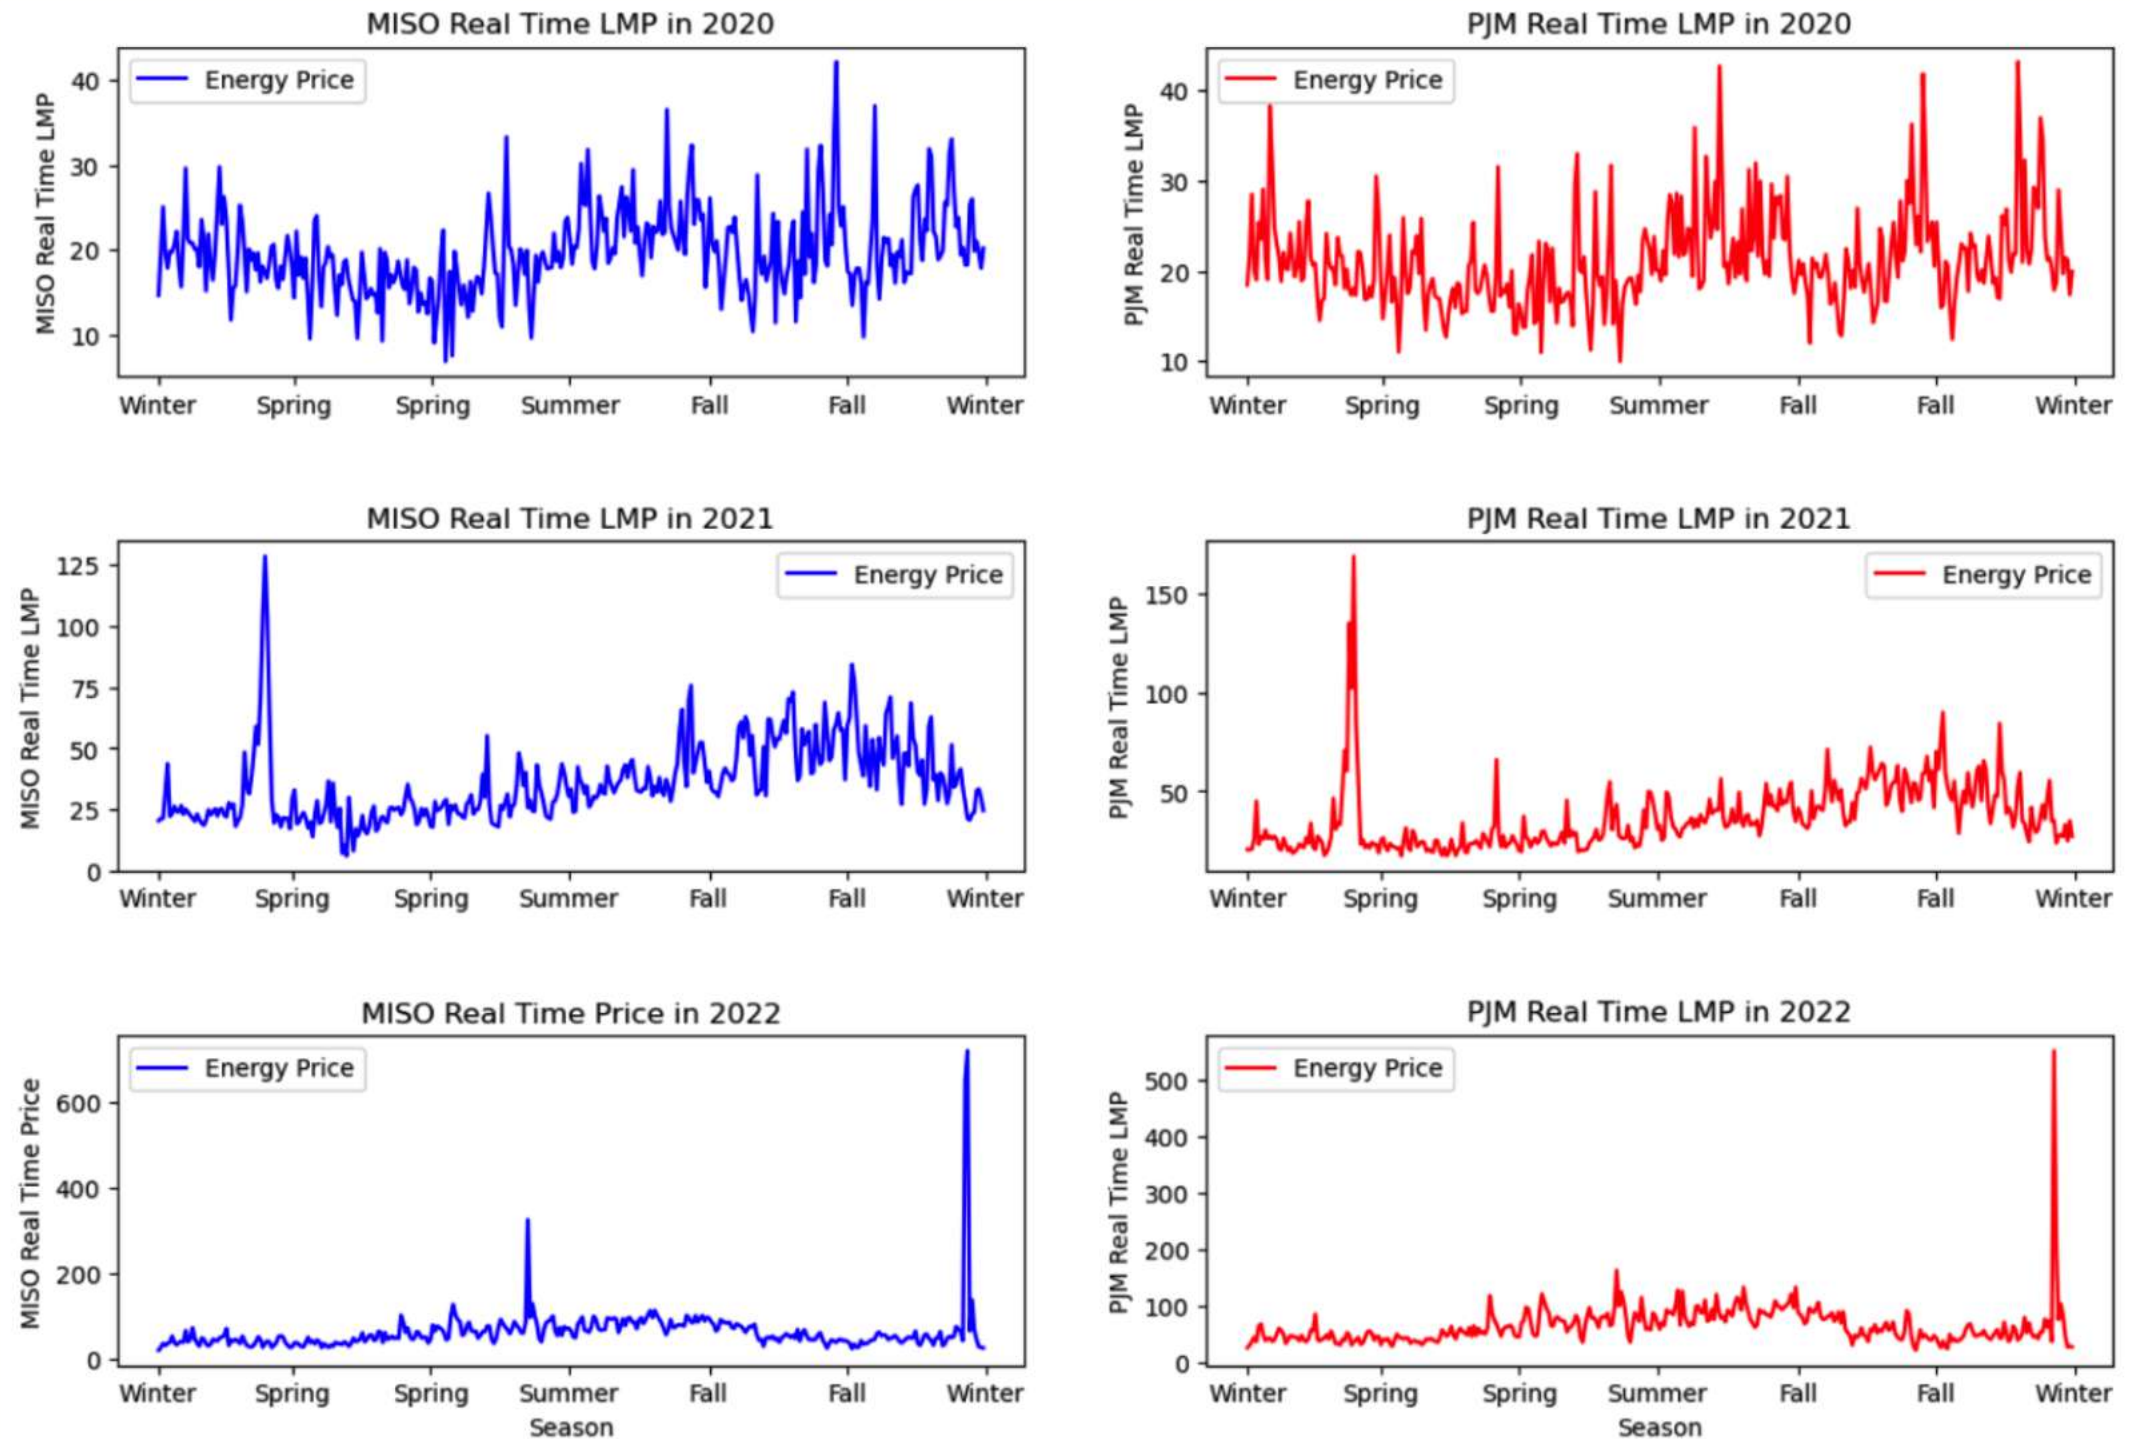 MISO Real Time LMP in 2020
MISO Real Time LMP
40
30
20
10
Energy Price
Winter Spring Spring Summer Fall Fall Winter
PJM Real Time LMP in 2020
PJM Real Time LMP
40
30
20
10
Energy Price
Winter Spring Spring Summer Fall Fall Winter
MISO Real Time LMP in 2021
MISO Real Time LMP
125
100
75
50
25
0
Energy Price
Winter Spring Spring Summer Fall Fall Winter
PJM Real Time LMP in 2021
PJM Real Time LMP
150
100
50
Energy Price
Winter Spring Spring Summer Fall Fall Winter
MISO Real Time Price in 2022
MISO Real Time Price
600
400
200
0
Energy Price
Winter Spring Spring Summer Fall Fall Winter
Season
PJM Real Time LMP in 2022
PJM Real Time LMP
500
400
300
200
100
0
Energy Price
Winter Spring Spring Summer Fall Fall Winter
Season